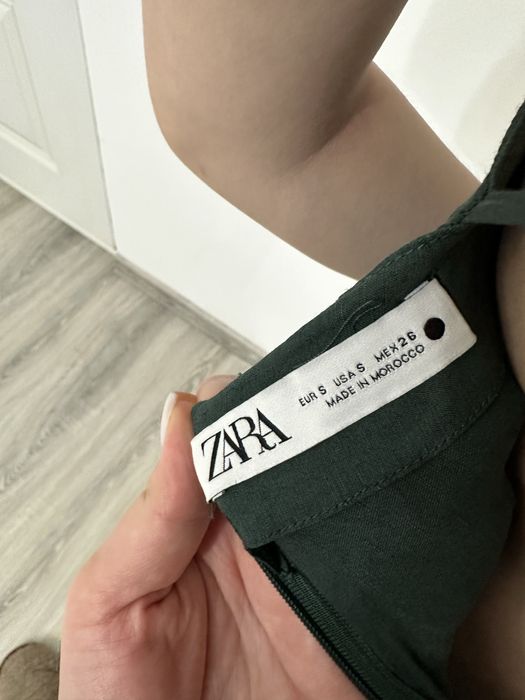 ZARA
EUR S USA S MEX 26
MADE IN MOROCCO